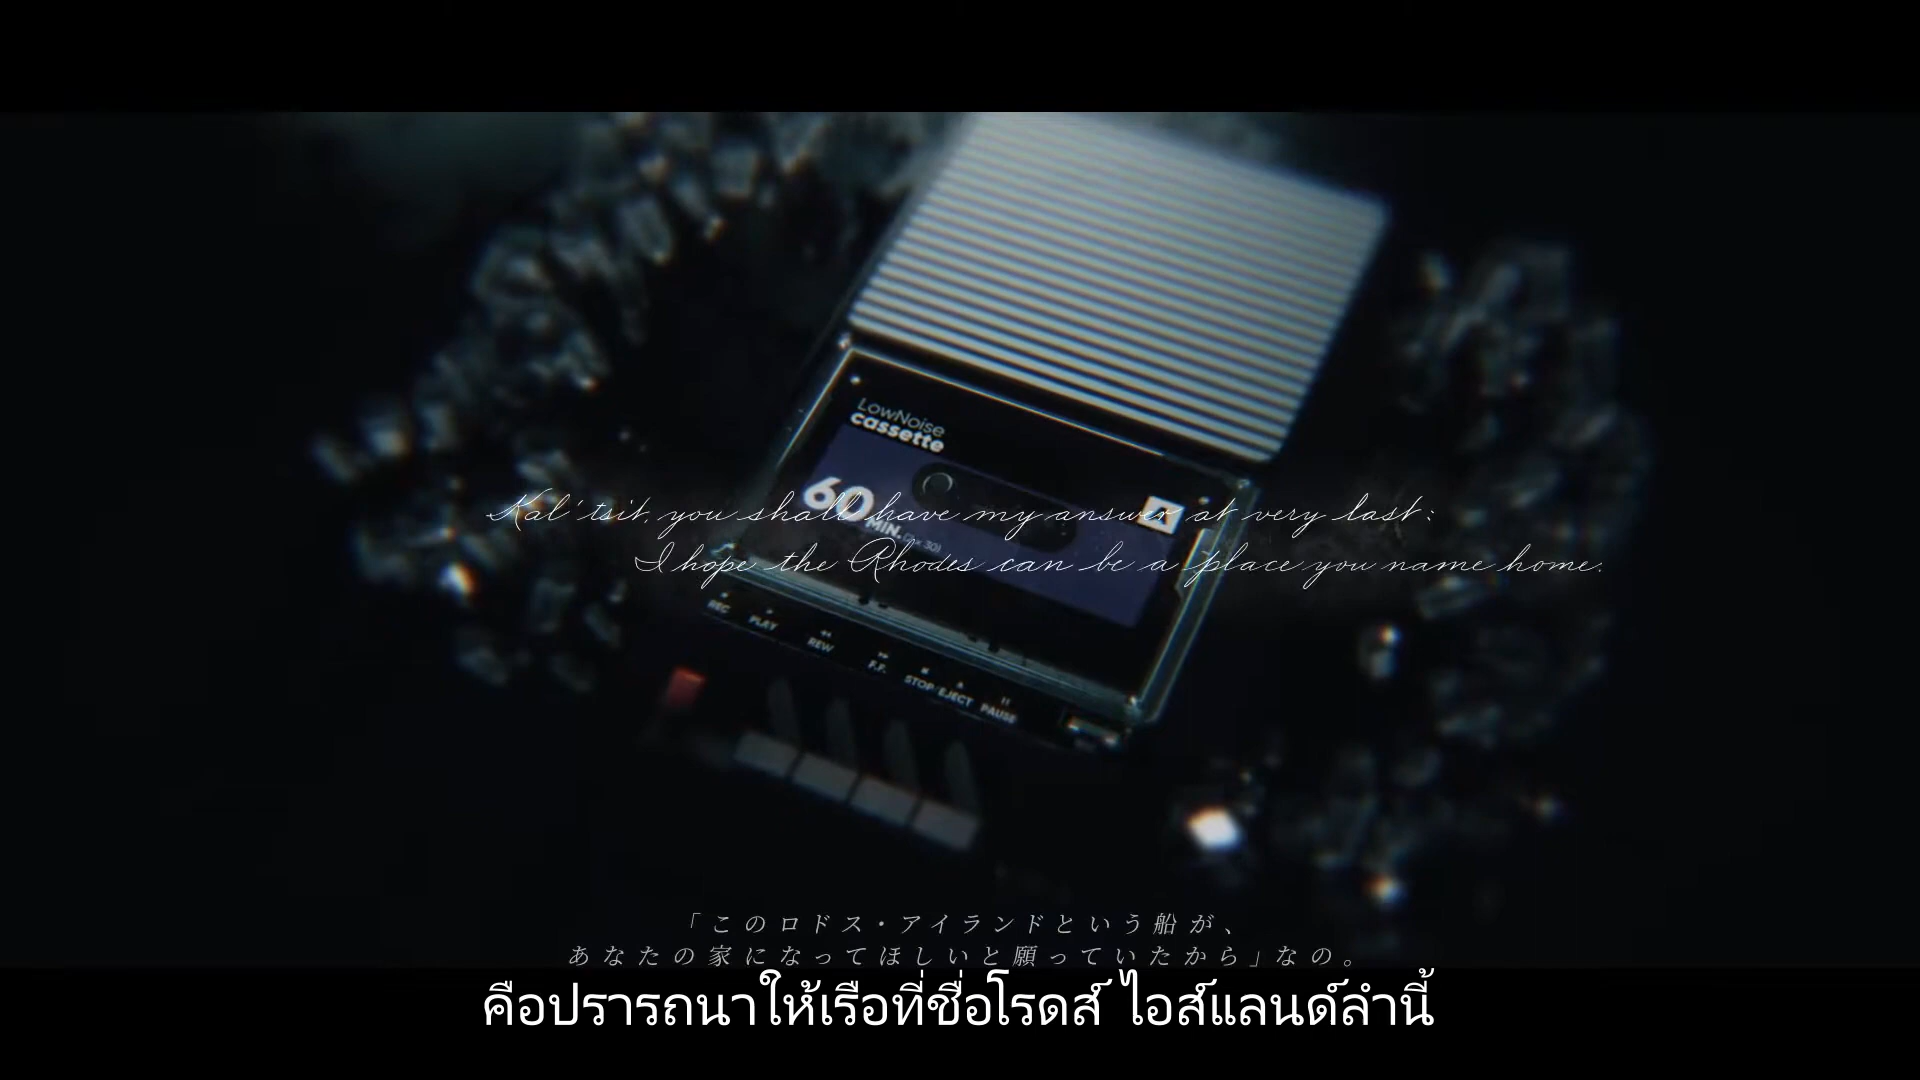 LowNoise
cassette
60 MIN. (2x30)
A
Kal'tsit, you shall have my answer at very last:
I hope the Rhodes can be a place you name home.
REC PLAY REW F.F. STOP/EJECT PAUSE
「このロドス・アイランドという船が、
あなたの家になってほしいと願っていたから」なの。
คือปรารถนาให้เรือที่ชื่อโรดส์ ไอส์แลนด์ลำนี้